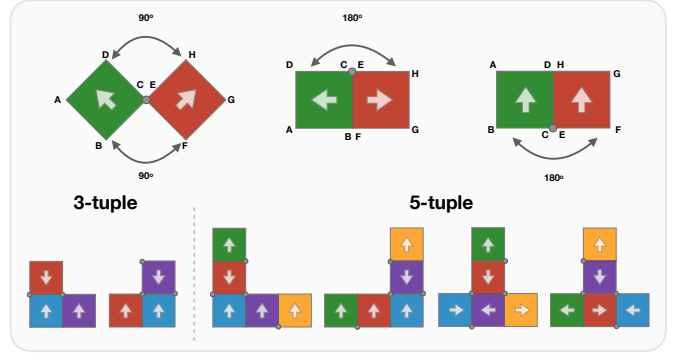 90º
D H
C E
A G
B F
90º
180º
D C E H
A B F G
A D H G
B C E F
180º
3-tuple
5-tuple